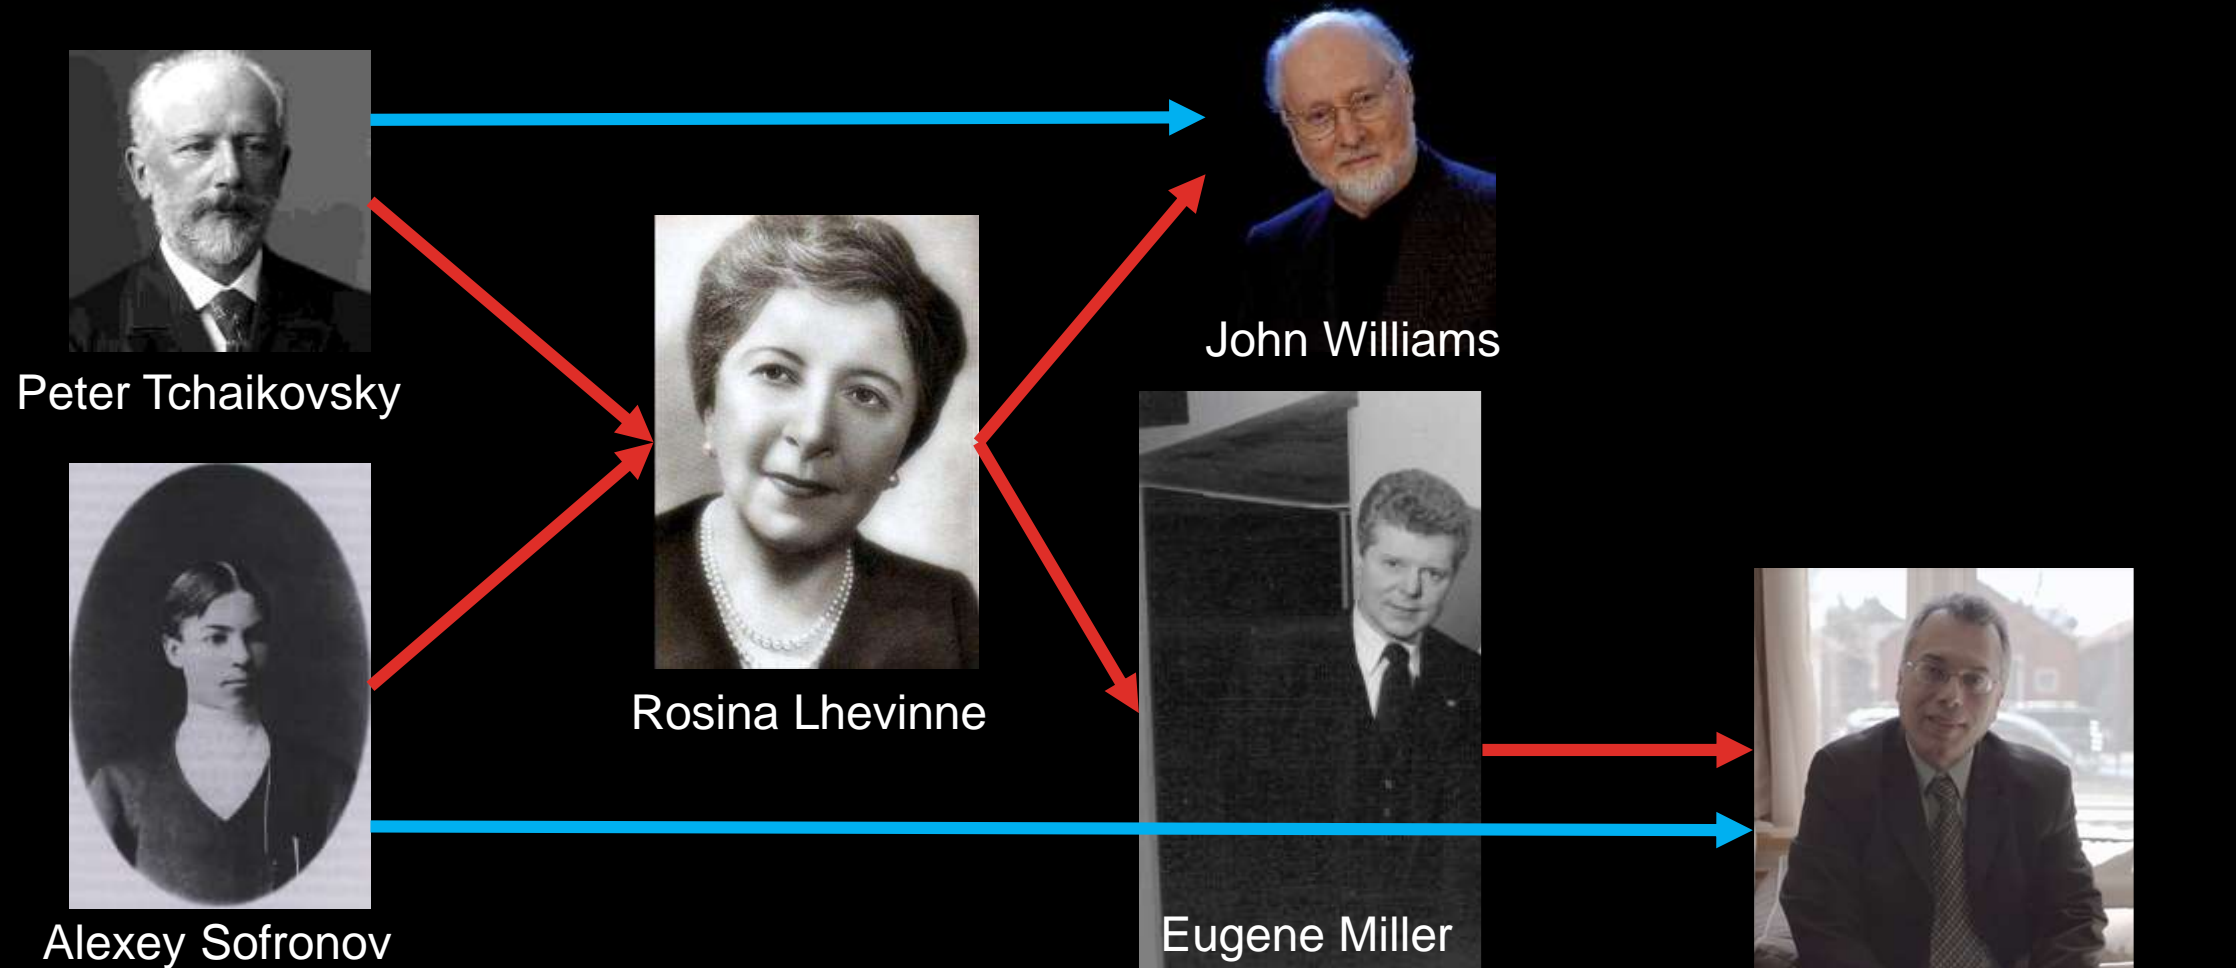 Peter Tchaikovsky
John Williams
Rosina Lhevinne
Alexey Sofronov
Eugene Miller